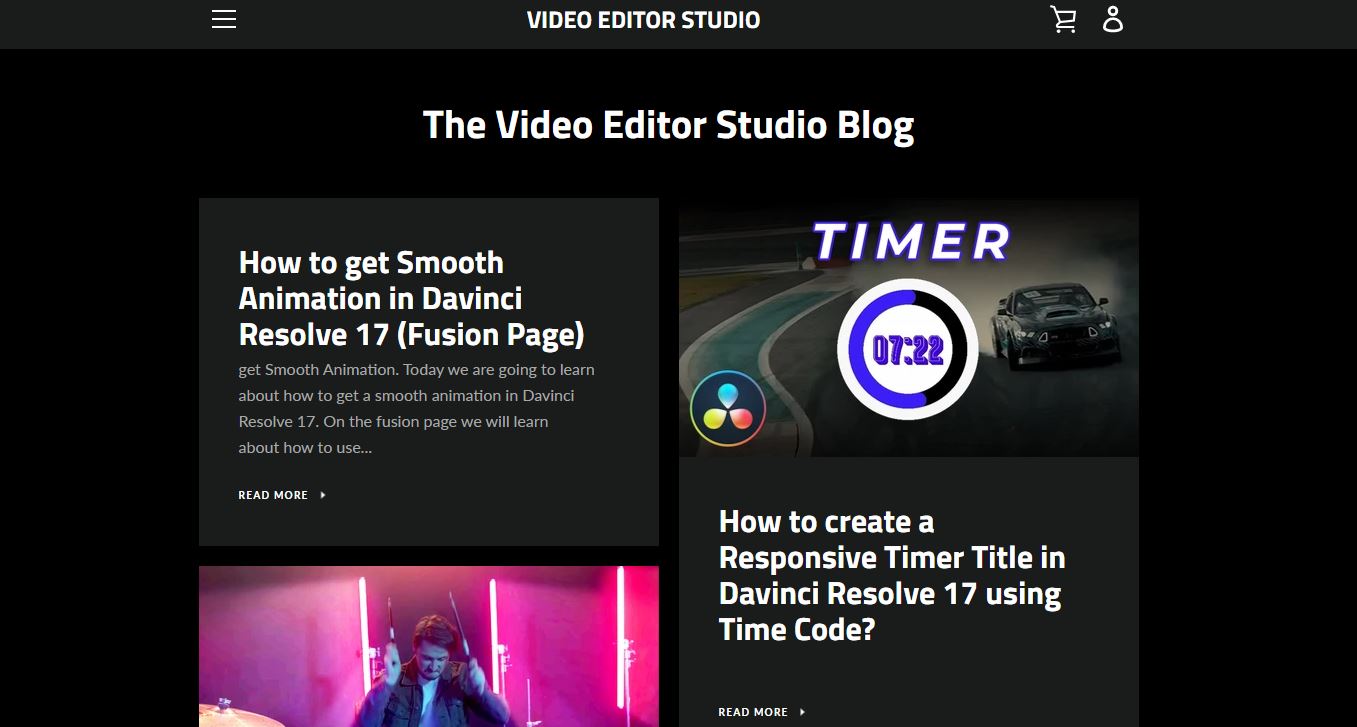 VIDEO EDITOR STUDIO
The Video Editor Studio Blog
How to get Smooth
Animation in Davinci
Resolve 17 (Fusion Page)
get Smooth Animation. Today we are going to learn
about how to get a smooth animation in Davinci
Resolve 17. On the fusion page we will learn
about how to use...
READ MORE
TIMER
07:22
How to create a
Responsive Timer Title in
Davinci Resolve 17 using
Time Code?
READ MORE